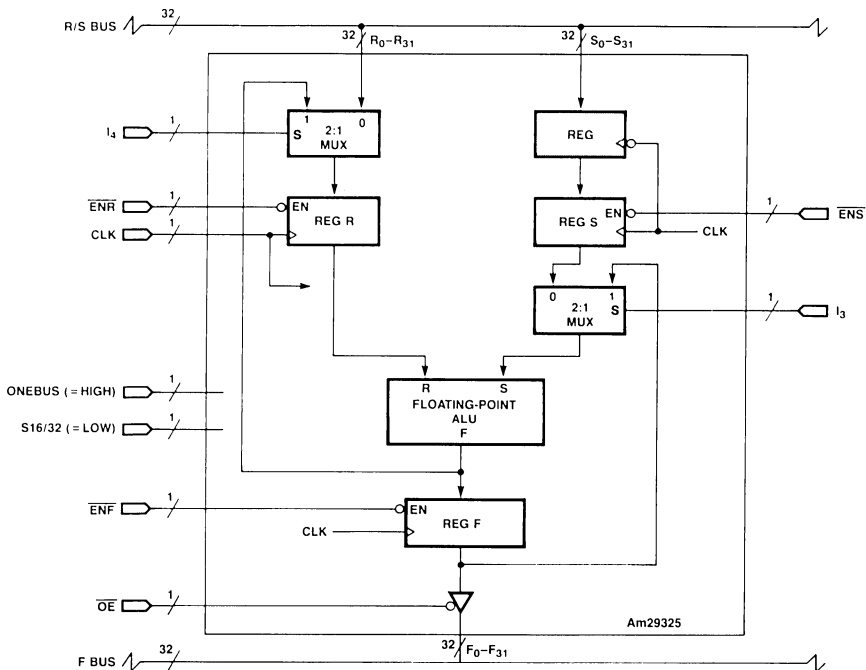 R/S BUS
32
32
R0–R31
32
S0–S31
I4
1
1
0
S
2:1
MUX
REG
ENR
1
EN
REG R
CLK
1
EN
REG S
CLK
1
ENS
0
1
S
2:1
MUX
1
I3
ONEBUS (=HIGH)
1
S16/32 (=LOW)
1
R
S
FLOATING-POINT
ALU
F
ENF
1
EN
REG F
CLK
OE
1
Am29325
F BUS
32
32
F0–F31